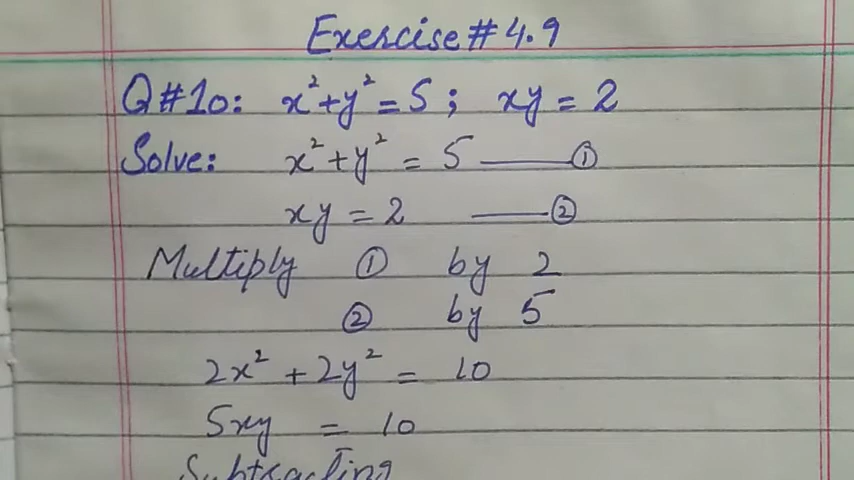 Exercise # 4.9
Q#10: x²+y² = 5 ; xy = 2
Solve: x²+y² = 5 —— ①
xy = 2 —— ②
Multiply ① by 2
② by 5
2x² + 2y² = 10
5xy = 10
Subtracting